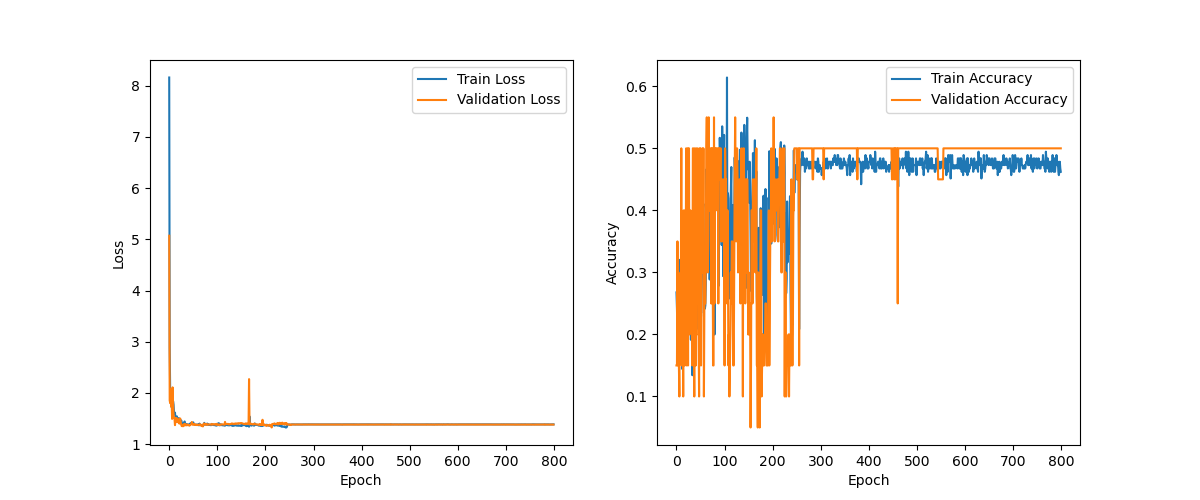 8
7
6
5
4
3
2
1
Loss
0 100 200 300 400 500 600 700 800
Epoch
Train Loss
Validation Loss
0.6
0.5
0.4
0.3
0.2
0.1
Accuracy
0 100 200 300 400 500 600 700 800
Epoch
Train Accuracy
Validation Accuracy